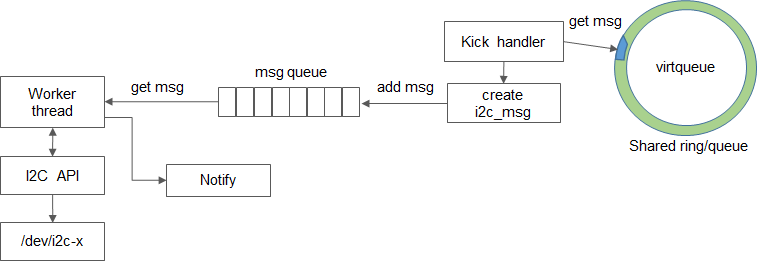 get msg
Kick handler
virtqueue
msg queue
Worker
thread
get msg
add msg
create
i2c_msg
Shared ring/queue
I2C API
Notify
/dev/i2c-x